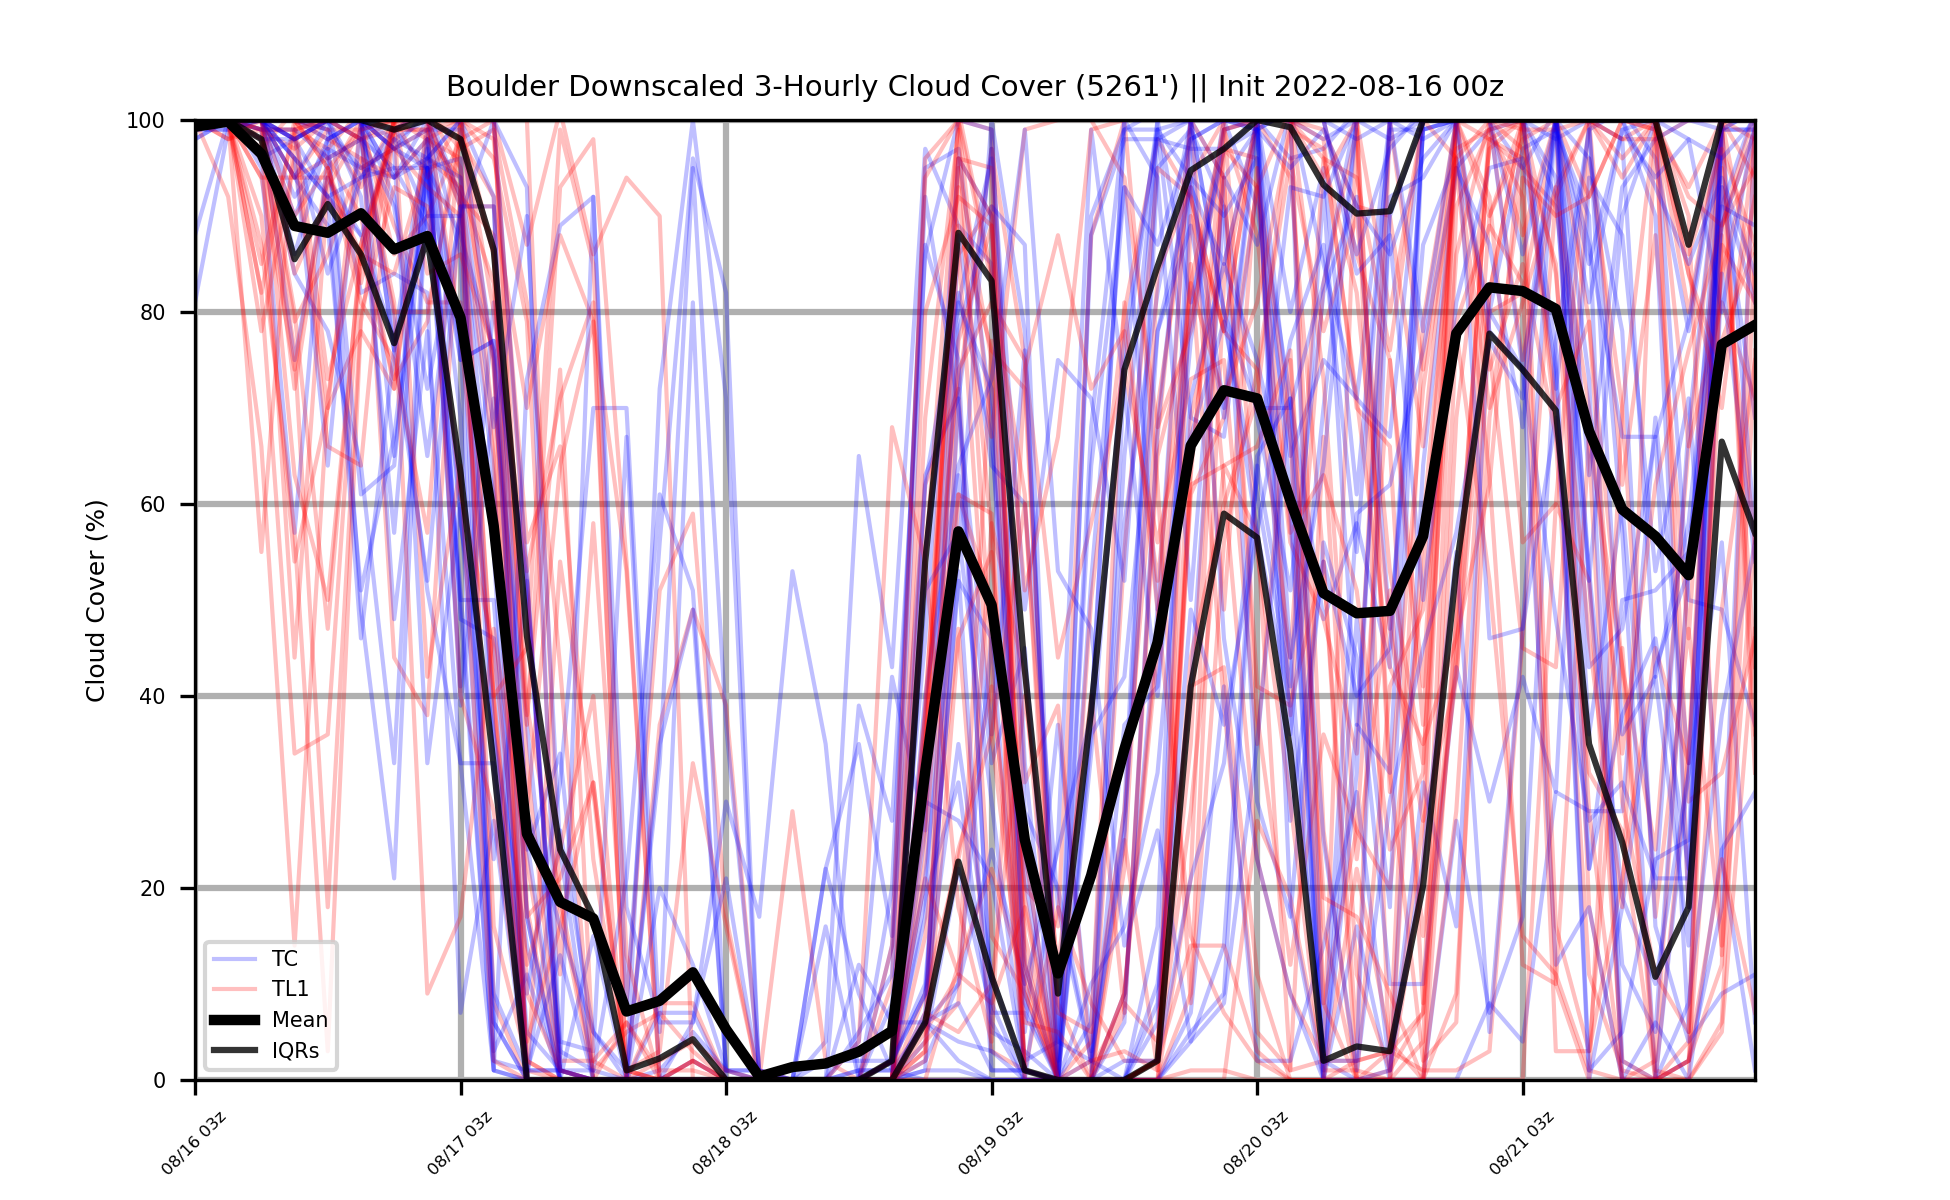 Boulder Downscaled 3-Hourly Cloud Cover (5261') || Init 2022-08-16 00z
Cloud Cover (%)
100
80
60
40
20
0
TC
TL1
Mean
IQRs
08/16 03z
08/17 03z
08/18 03z
08/19 03z
08/20 03z
08/21 03z